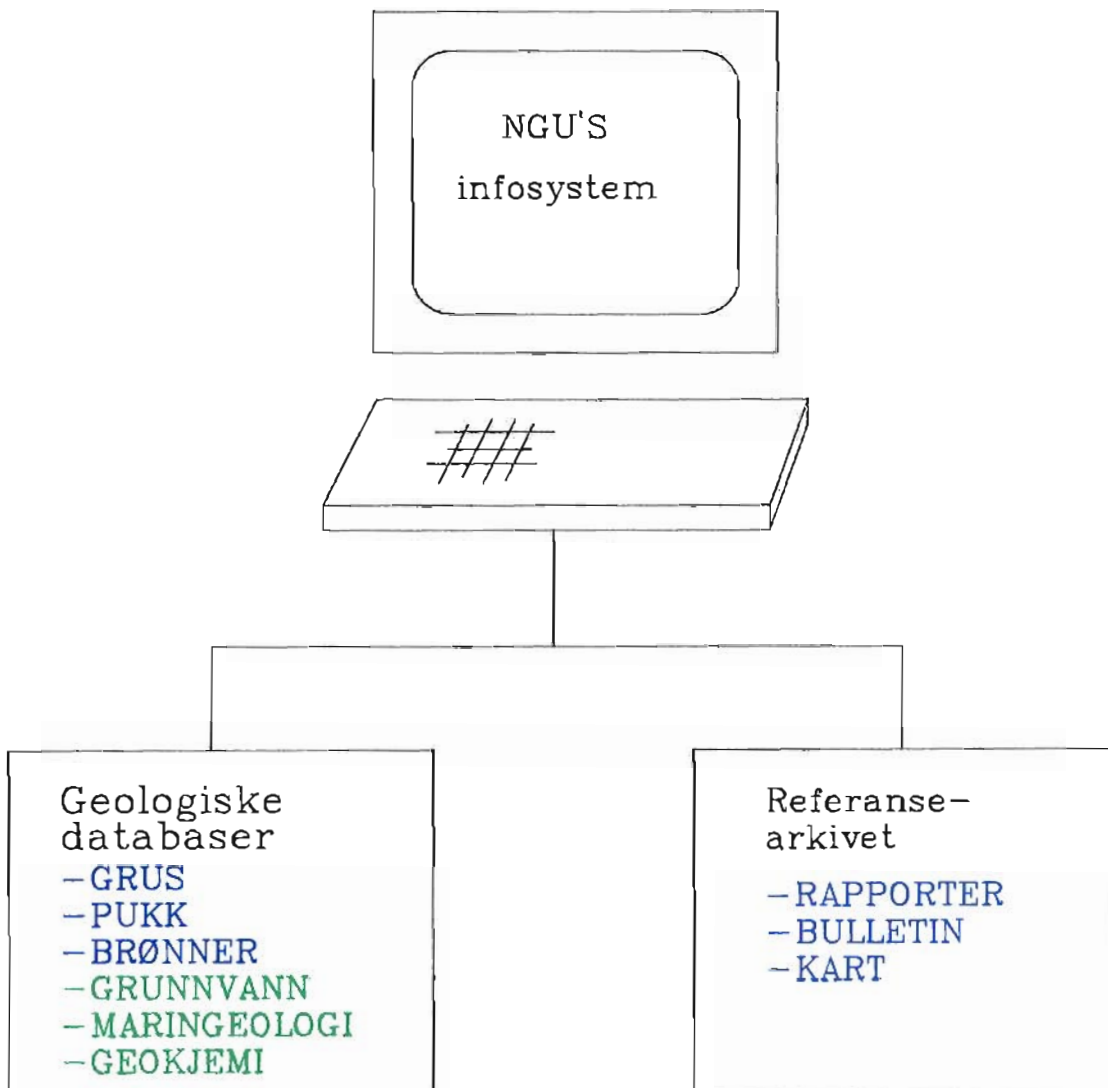 NGU'S
infosystem
Geologiske
databaser
–GRUS
–PUKK
–BRØNNER
–GRUNNVANN
–MARINGEOLOGI
–GEOKJEMI
Referanse–
arkivet
–RAPPORTER
–BULLETIN
–KART